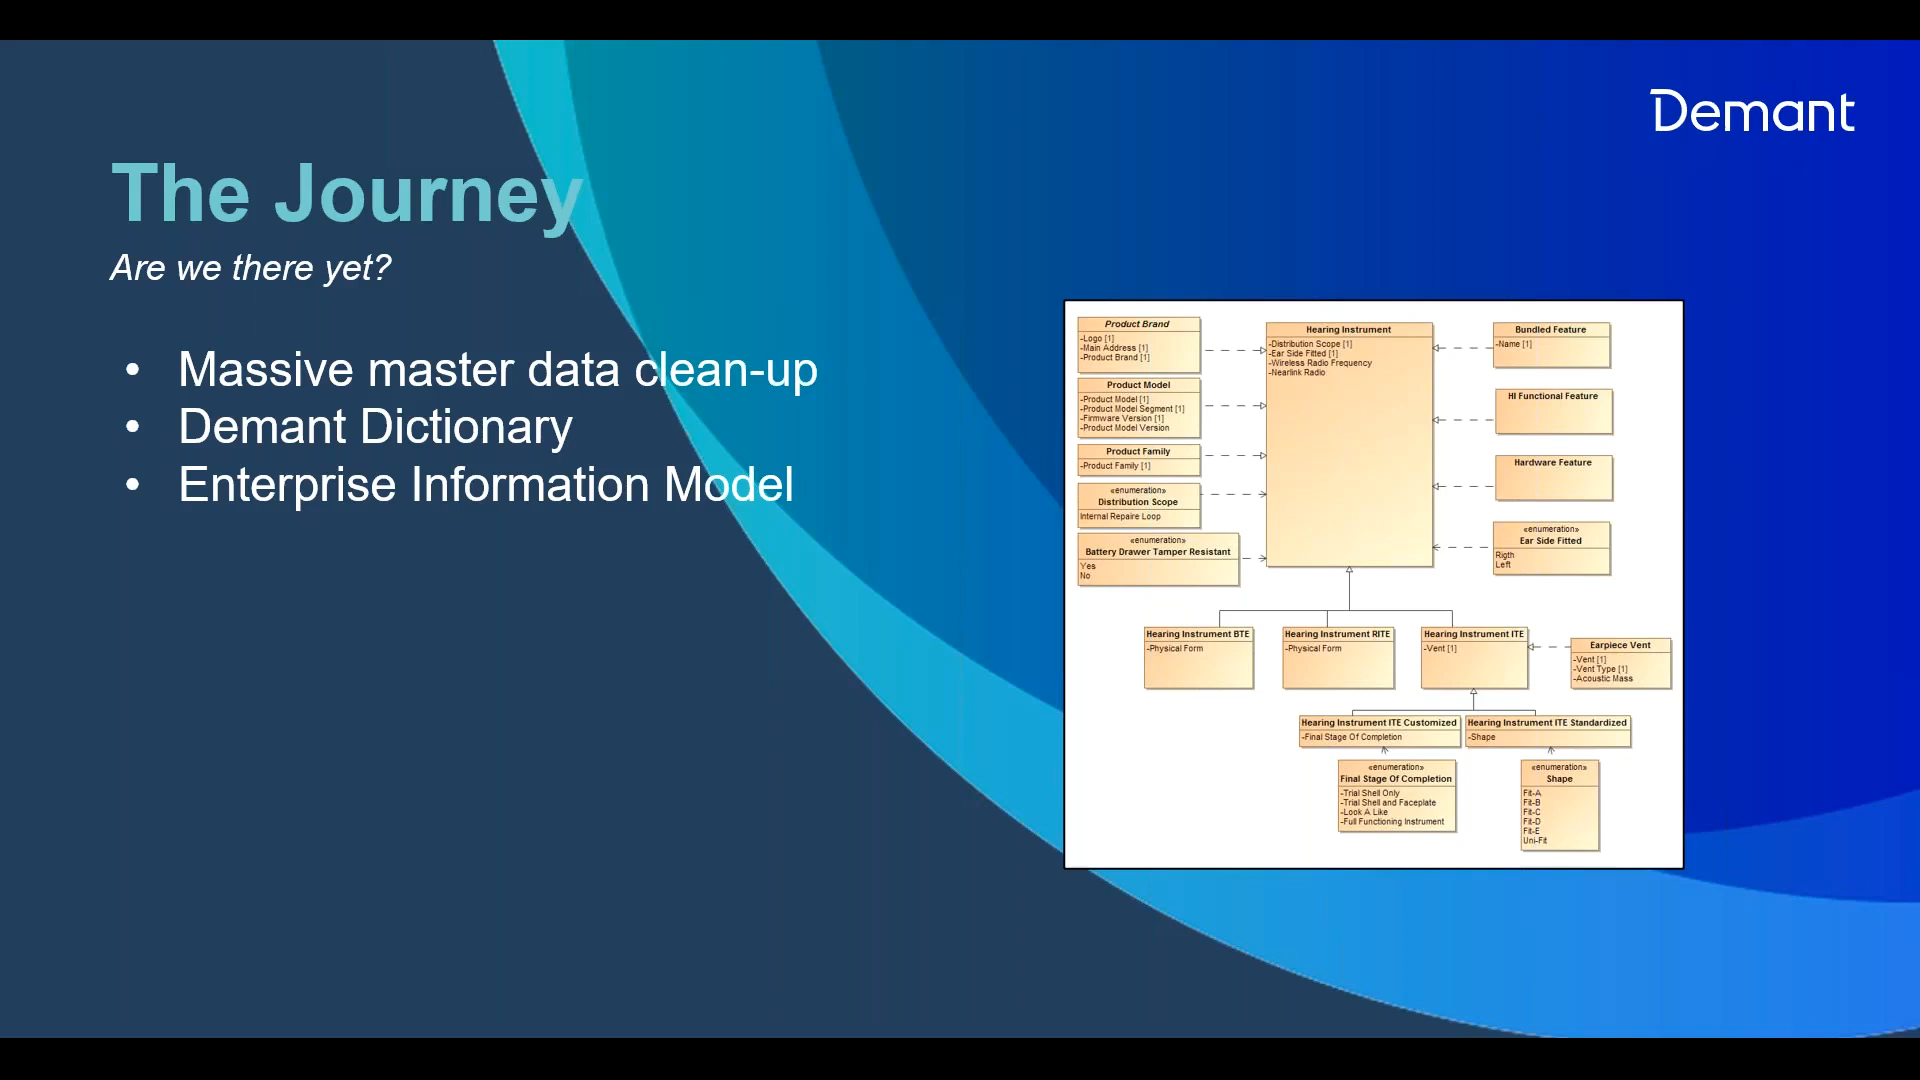 Demant
The Journey
Are we there yet?
• Massive master data clean-up
• Demant Dictionary
• Enterprise Information Model
Product Brand
-Logo [1]
-Main Address [1]
-Product Brand [1]
Product Model
-Product Model [1]
-Product Model Segment [1]
-Firmware Version [1]
-Product Model Version
Product Family
-Product Family [1]
«enumeration»
Distribution Scope
Internal Repaire Loop
«enumeration»
Battery Drawer Tamper Resistant
Yes
No
Hearing Instrument
-Distribution Scope [1]
-Ear Side Fitted [1]
-Wireless Radio Frequency
-Nearlink Radio
Bundled Feature
-Name [1]
HI Functional Feature
Hardware Feature
«enumeration»
Ear Side Fitted
Rigth
Left
Hearing Instrument BTE
-Physical Form
Hearing Instrument RITE
-Physical Form
Hearing Instrument ITE
-Vent [1]
Earpiece Vent
-Vent [1]
-Vent Type [1]
-Acoustic Mass
Hearing Instrument ITE Customized
-Final Stage Of Completion
Hearing Instrument ITE Standardized
-Shape
«enumeration»
Final Stage Of Completion
-Trial Shell Only
-Trial Shell and Faceplate
-Look A Like
-Full Functioning Instrument
«enumeration»
Shape
Fit-A
Fit-B
Fit-C
Fit-D
Fit-E
Uni-Fit